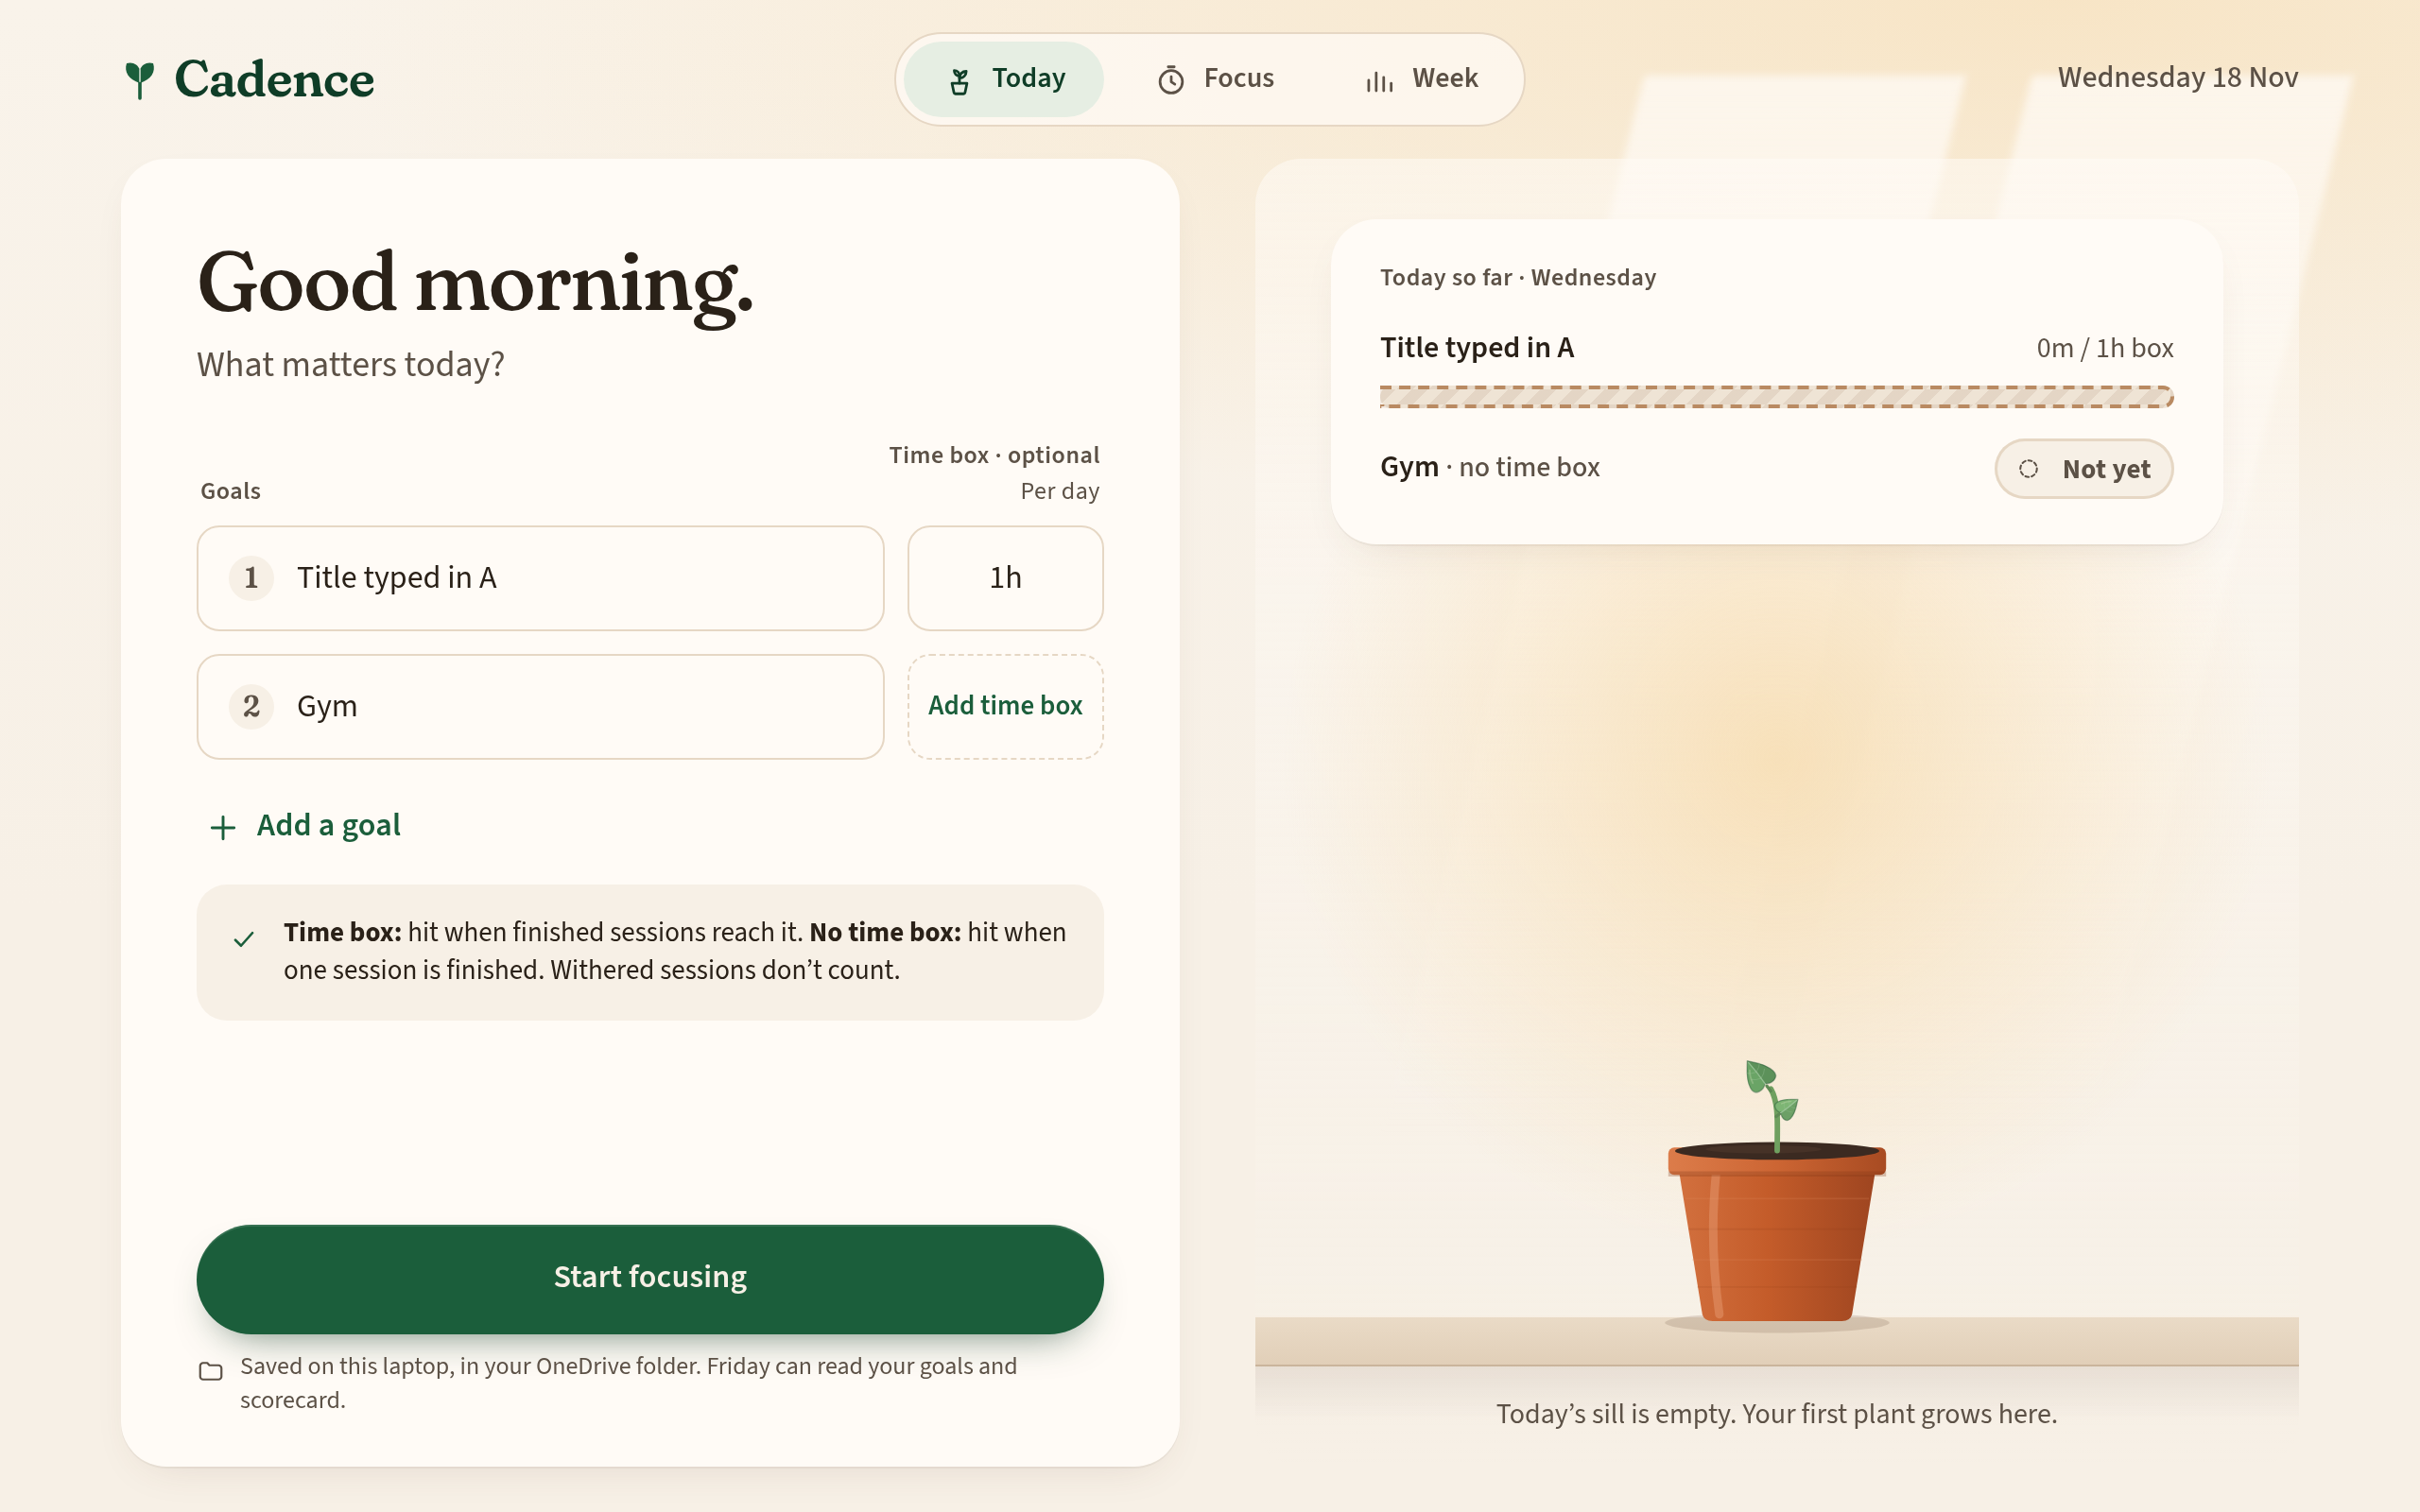 Cadence
Today
Focus
Week
Wednesday 18 Nov
Good morning.
What matters today?
Time box · optional
Goals
Per day
1 Title typed in A
1h
2 Gym
Add time box
Add a goal
Time box: hit when finished sessions reach it. No time box: hit when
one session is finished. Withered sessions don’t count.
Start focusing
Saved on this laptop, in your OneDrive folder. Friday can read your goals and
scorecard.
Today so far · Wednesday
Title typed in A
0m / 1h box
Gym · no time box
Not yet
Today’s sill is empty. Your first plant grows here.